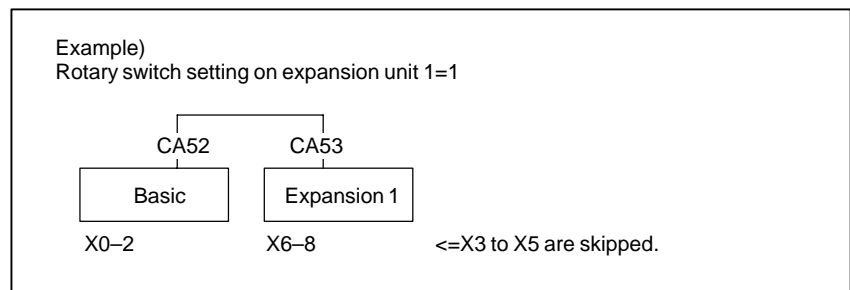 Example)
Rotary switch setting on expansion unit 1=1
CA52 CA53
Basic Expansion 1
X0–2 X6–8 <=X3 to X5 are skipped.